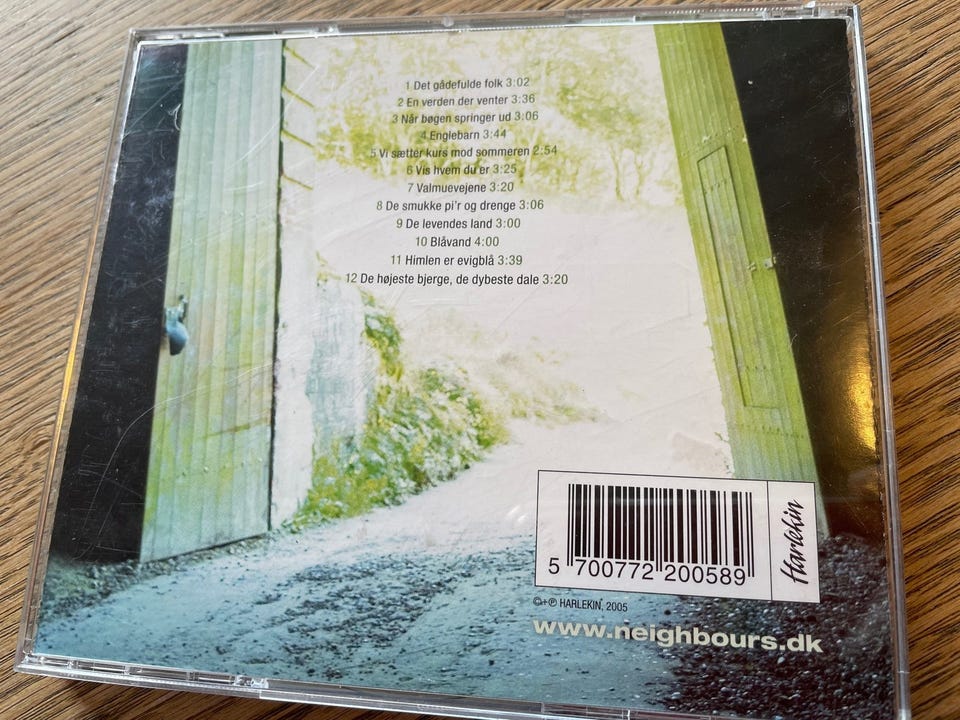 1 Det gådefulde folk 3:02
2 En verden der venter 3:36
3 Når bøgen springer ud 3:06
4 Englebarn 3:44
5 Vi sætter kurs mod sommeren 2:54
6 Vis hvem du er 3:25
7 Valmuevejene 3:20
8 De smukke pi'r og drenge 3:06
9 De levendes land 3:00
10 Blåvand 4:00
11 Himlen er evigblå 3:39
12 De højeste bjerge, de dybeste dale 3:20
5 700772 200589
Harlekin
©+℗ HARLEKIN, 2005
www.neighbours.dk